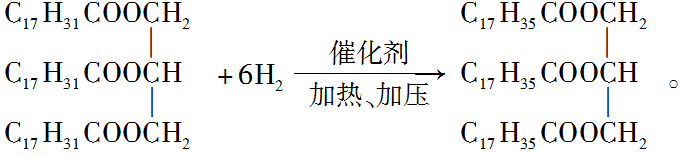 C₁₇H₃₁COOCH₂ C₁₇H₃₅COOCH₂
C₁₇H₃₁COOCH +6H₂ 催化剂 加热、加压 C₁₇H₃₅COOCH 。
C₁₇H₃₁COOCH₂ C₁₇H₃₅COOCH₂